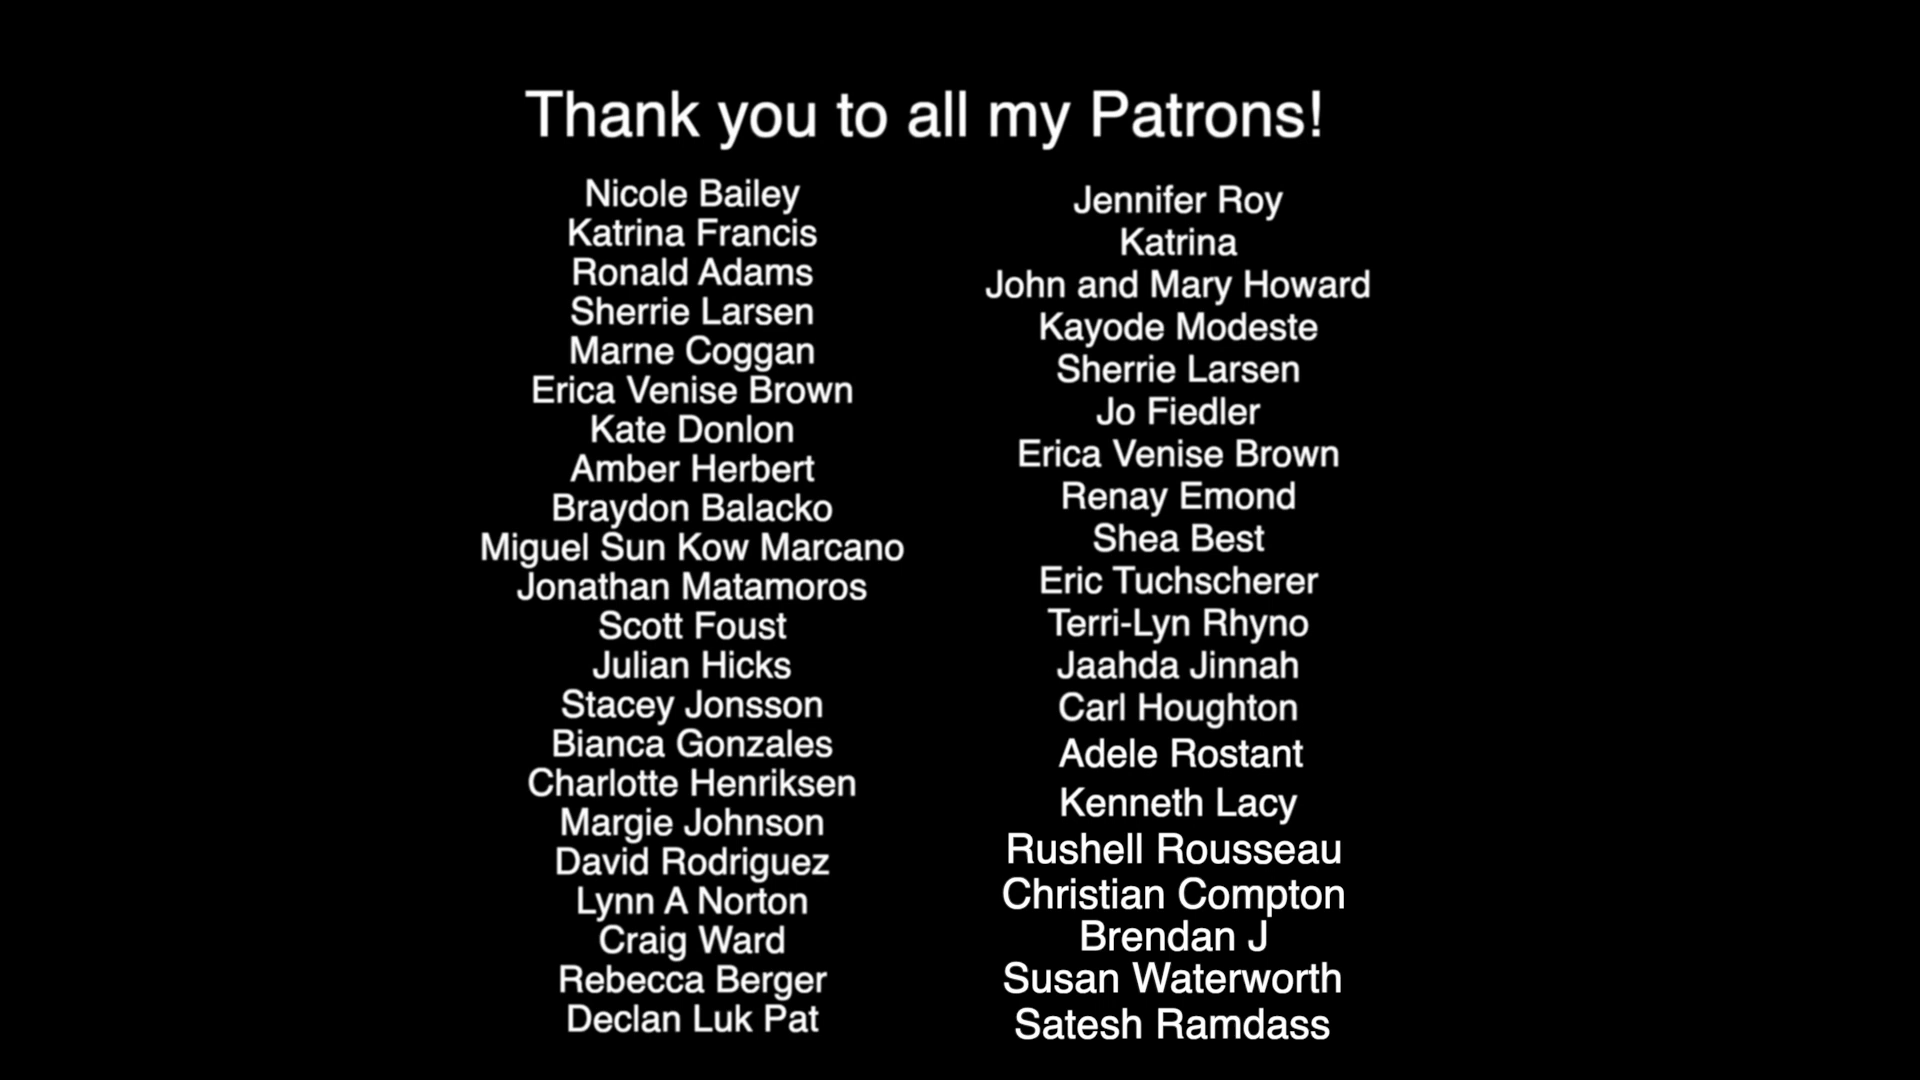 Thank you to all my Patrons!
Nicole Bailey
Katrina Francis
Ronald Adams
Sherrie Larsen
Marne Coggan
Erica Venise Brown
Kate Donlon
Amber Herbert
Braydon Balacko
Miguel Sun Kow Marcano
Jonathan Matamoros
Scott Foust
Julian Hicks
Stacey Jonsson
Bianca Gonzales
Charlotte Henriksen
Margie Johnson
David Rodriguez
Lynn A Norton
Craig Ward
Rebecca Berger
Declan Luk Pat
Jennifer Roy
Katrina
John and Mary Howard
Kayode Modeste
Sherrie Larsen
Jo Fiedler
Erica Venise Brown
Renay Emond
Shea Best
Eric Tuchscherer
Terri-Lyn Rhyno
Jaahda Jinnah
Carl Houghton
Adele Rostant
Kenneth Lacy
Rushell Rousseau
Christian Compton
Brendan J
Susan Waterworth
Satesh Ramdass